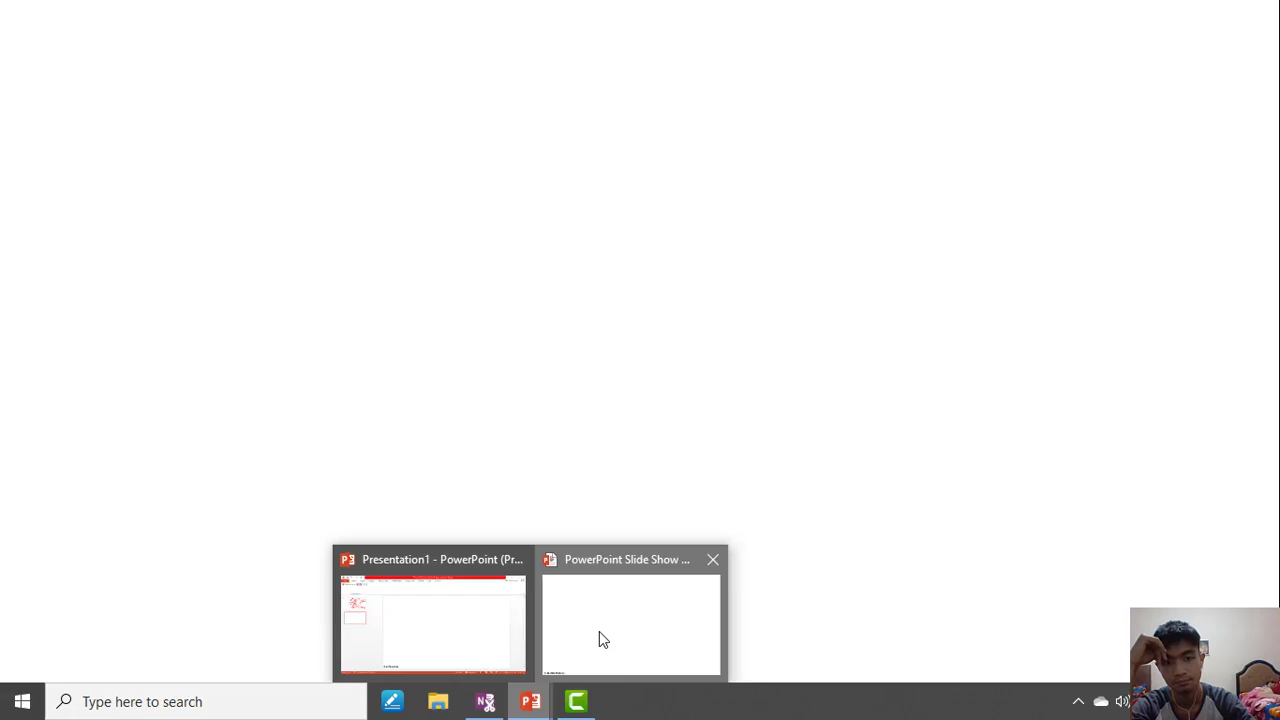 Presentation1 - PowerPoint (Pr...
PowerPoint Slide Show ...
Type here to search